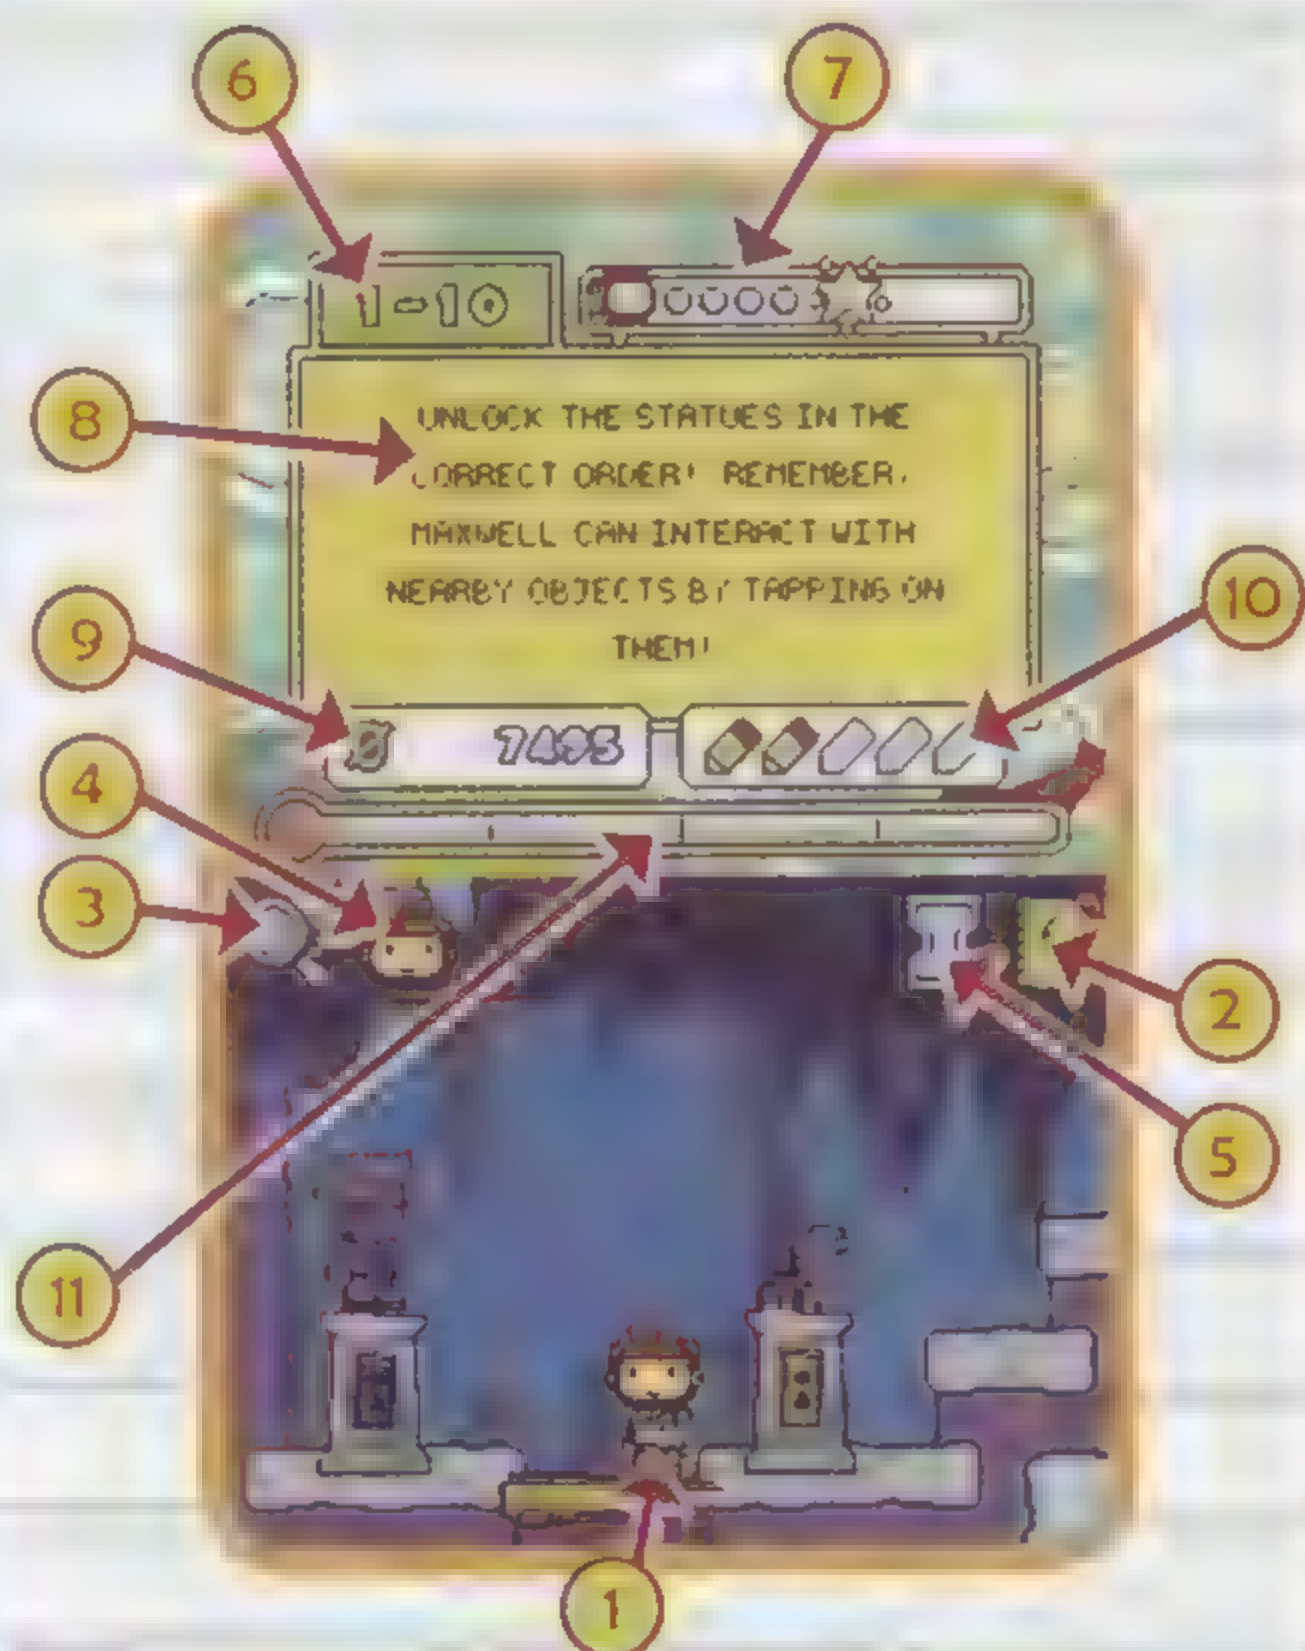 6
7
1-10
8
UNLOCK THE STATUES IN THE
CORRECT ORDER! REMEMBER,
MAXWELL CAN INTERACT WITH
NEARBY OBJECTS BY TAPPING ON
THEM!
10
9
7495
4
3
2
5
11
1